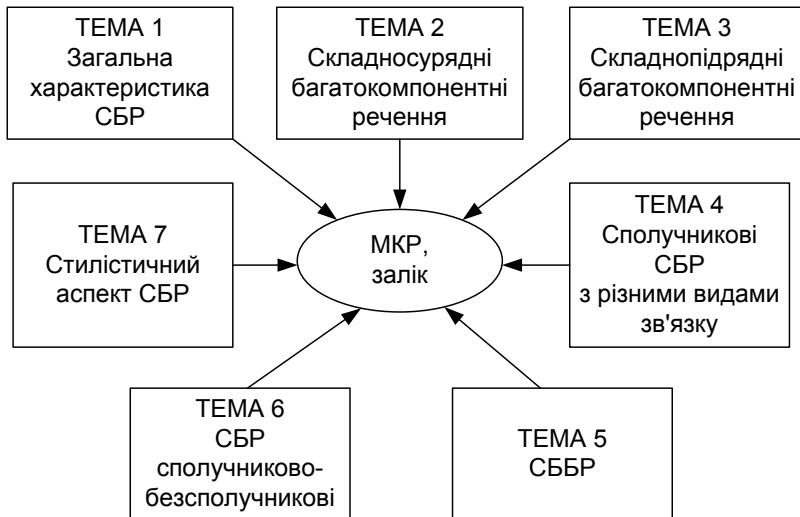 ТЕМА 1
Загальна
характеристика
СБР
ТЕМА 2
Складносурядні
багатокомпонентні
речення
ТЕМА 3
Складнопідрядні
багатокомпонентні
речення
ТЕМА 7
Стилістичний
аспект СБР
МКР,
залік
ТЕМА 4
Сполучникові
СБР
з різними видами
зв'язку
ТЕМА 6
СБР
сполучниково-
безсполучникові
ТЕМА 5
СББР